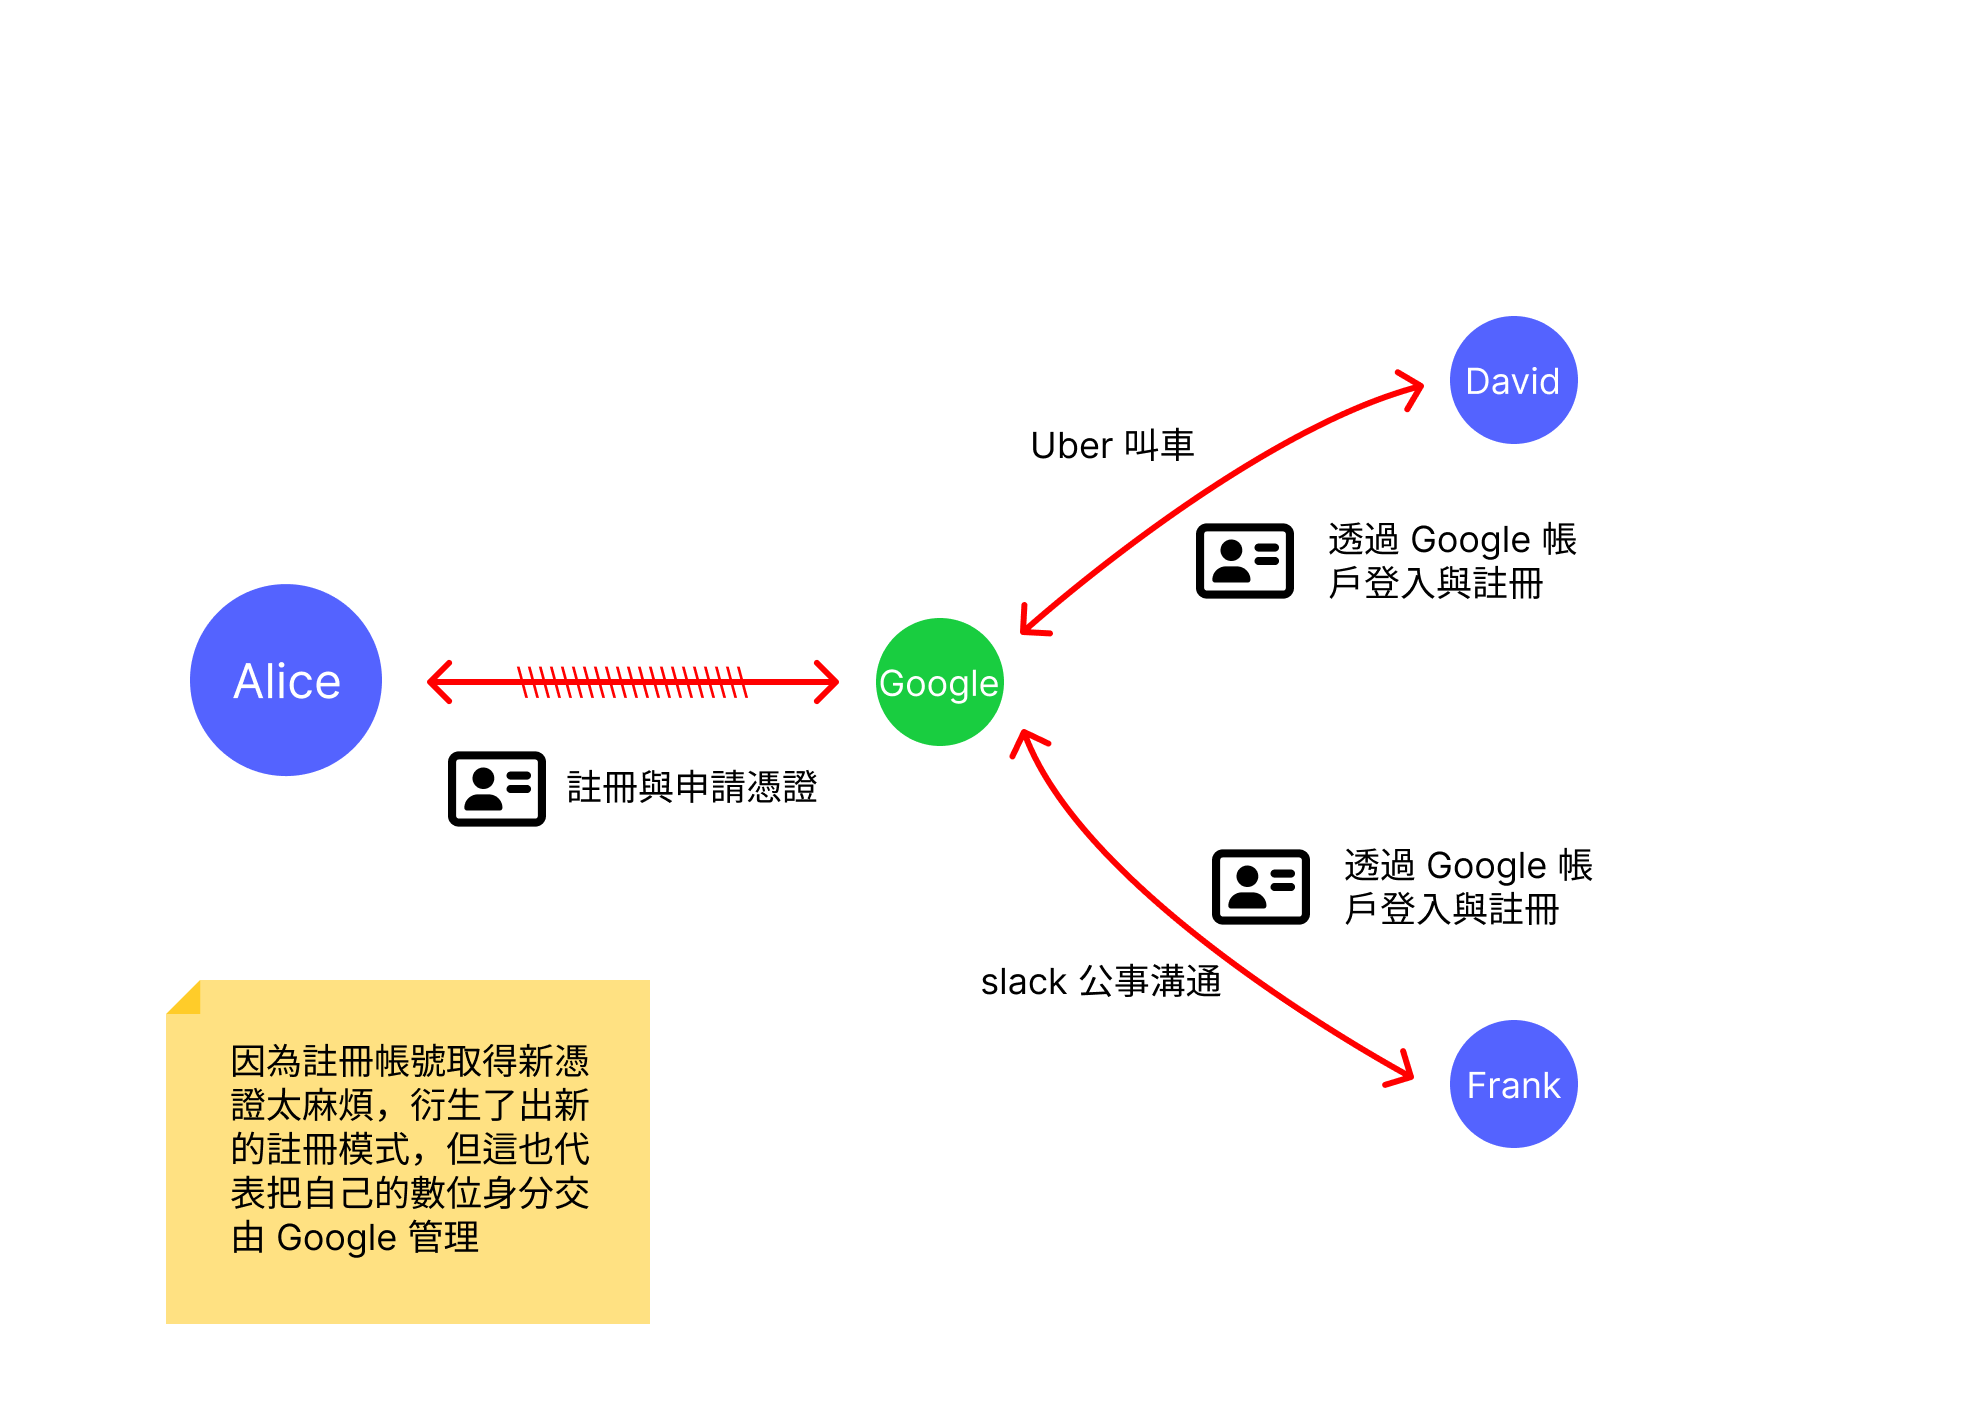 David
Uber 叫車
透過 Google 帳
戶登入與註冊
Alice
Google
註冊與申請憑證
透過 Google 帳
戶登入與註冊
slack 公事溝通
Frank
因為註冊帳號取得新憑
證太麻煩，衍生了出新
的註冊模式，但這也代
表把自己的數位身分交
由 Google 管理